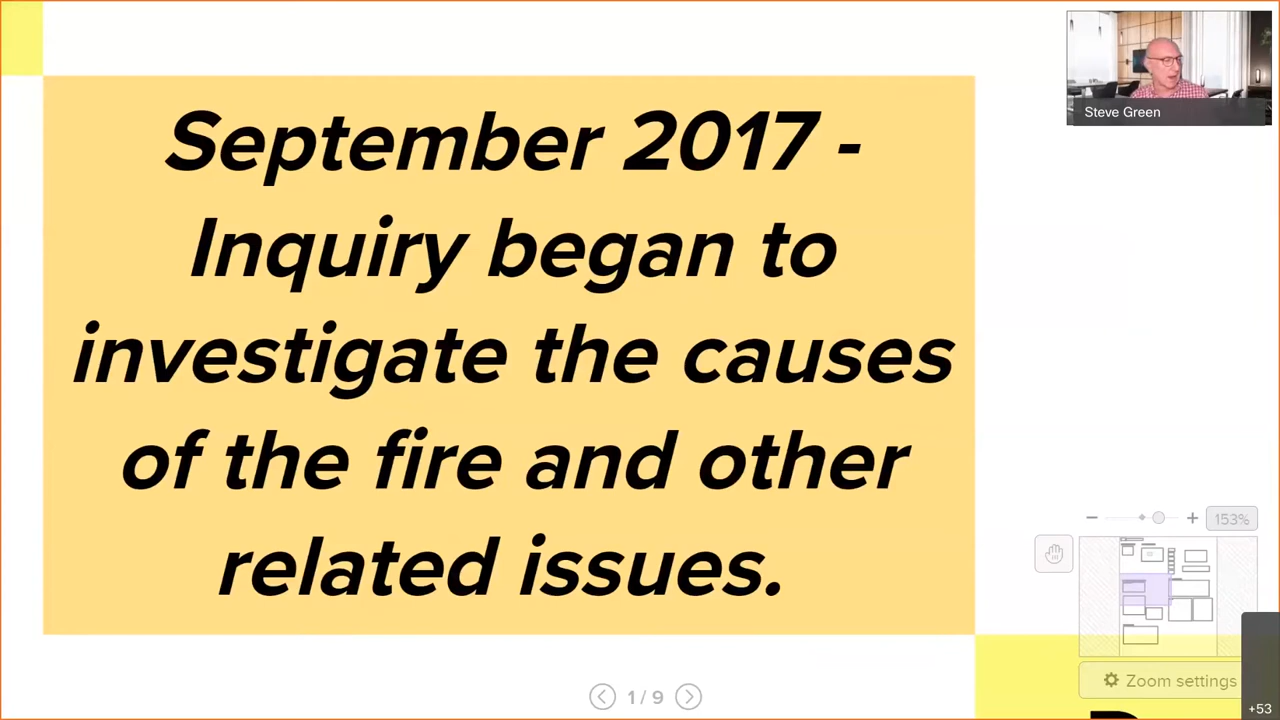 September 2017 -
Inquiry began to
investigate the causes
of the fire and other
related issues.
Steve Green
153%
Zoom settings
1 / 9
+53